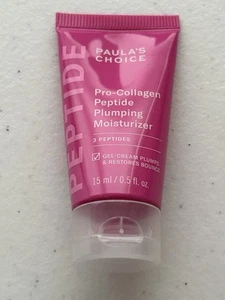 PAULA'S
CHOICE
PEPTIDE
Pro-Collagen
Peptide
Plumping
Moisturizer
3 PEPTIDES
GEL-CREAM PLUMPS
& RESTORES BOUNCE
15 ml / 0.5 fl. oz.